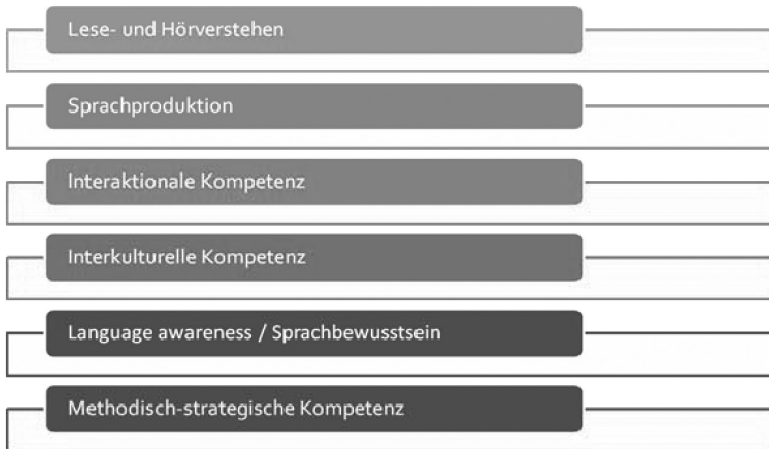 Lese- und Hörverstehen
Sprachproduktion
Interaktionale Kompetenz
Interkulturelle Kompetenz
Language awareness / Sprachbewusstsein
Methodisch-strategische Kompetenz